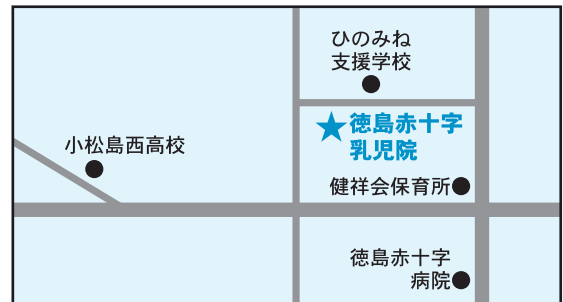 ひのみね
支援学校
徳島赤十字
乳児院
小松島西高校
健祥会保育所
徳島赤十字
病院